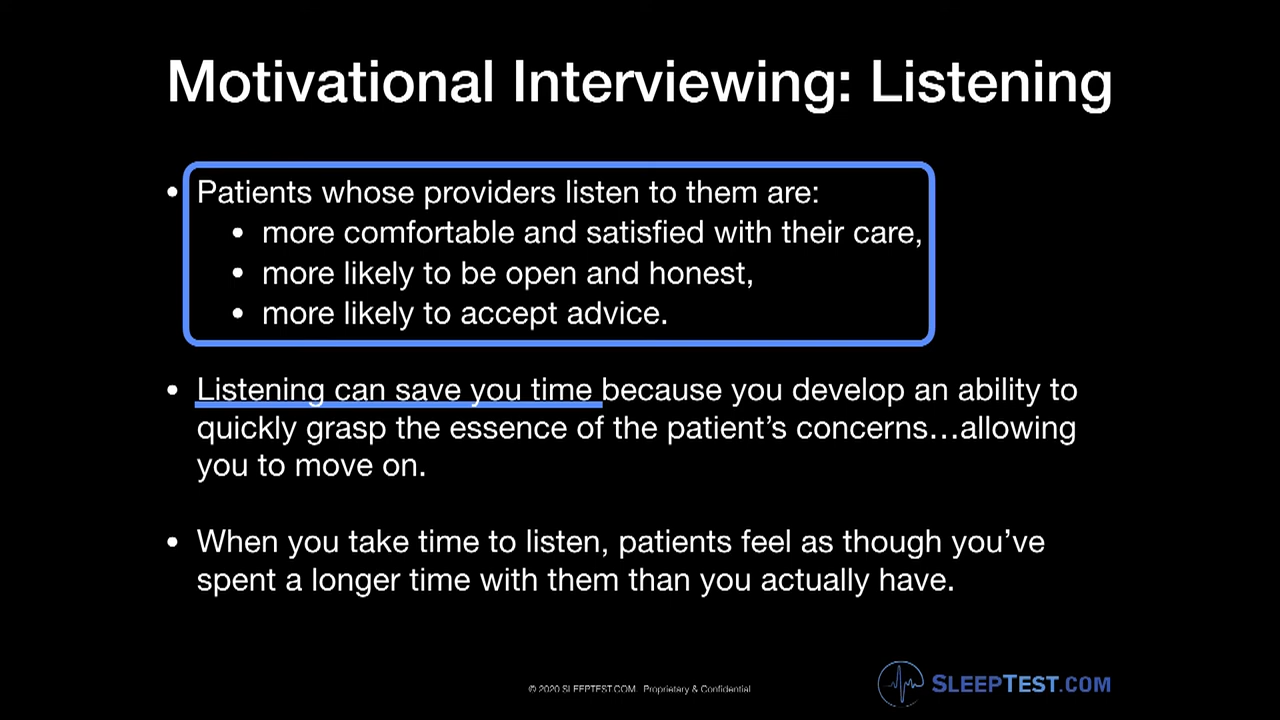 Motivational Interviewing: Listening
• Patients whose providers listen to them are:
• more comfortable and satisfied with their care,
• more likely to be open and honest,
• more likely to accept advice.
• Listening can save you time because you develop an ability to
quickly grasp the essence of the patient’s concerns…allowing
you to move on.
• When you take time to listen, patients feel as though you’ve
spent a longer time with them than you actually have.
© 2020 SLEEPTEST.COM Proprietary & Confidential
SLEEPTEST.COM